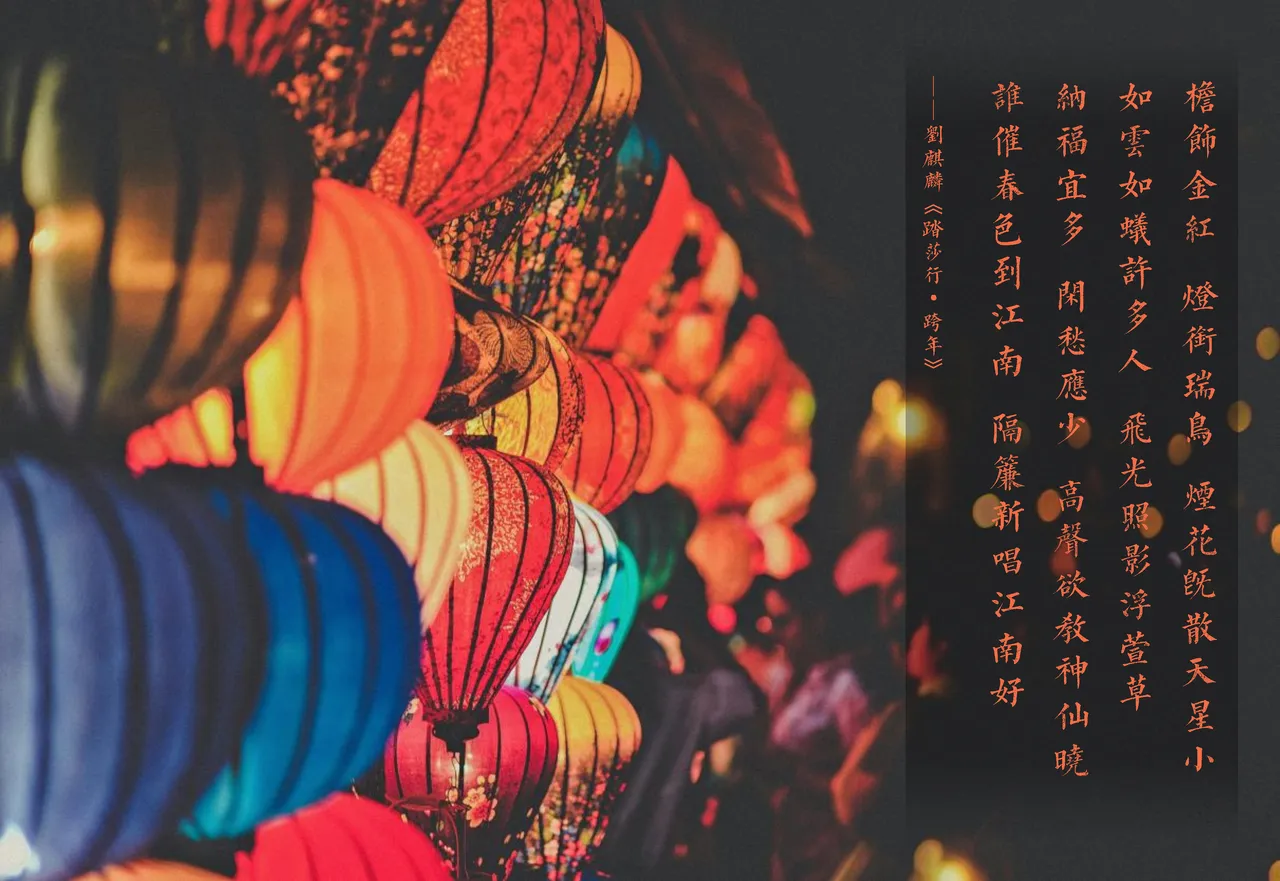 檐飾金紅 燈銜瑞鳥 煙花既散天星小
如雲如蟻許多人 飛光照影浮萱草
納福宜多 閑愁應少 高聲欲教神仙曉
誰催春色到江南 隔簾新唱江南好
——劉麒麟《踏莎行·跨年》